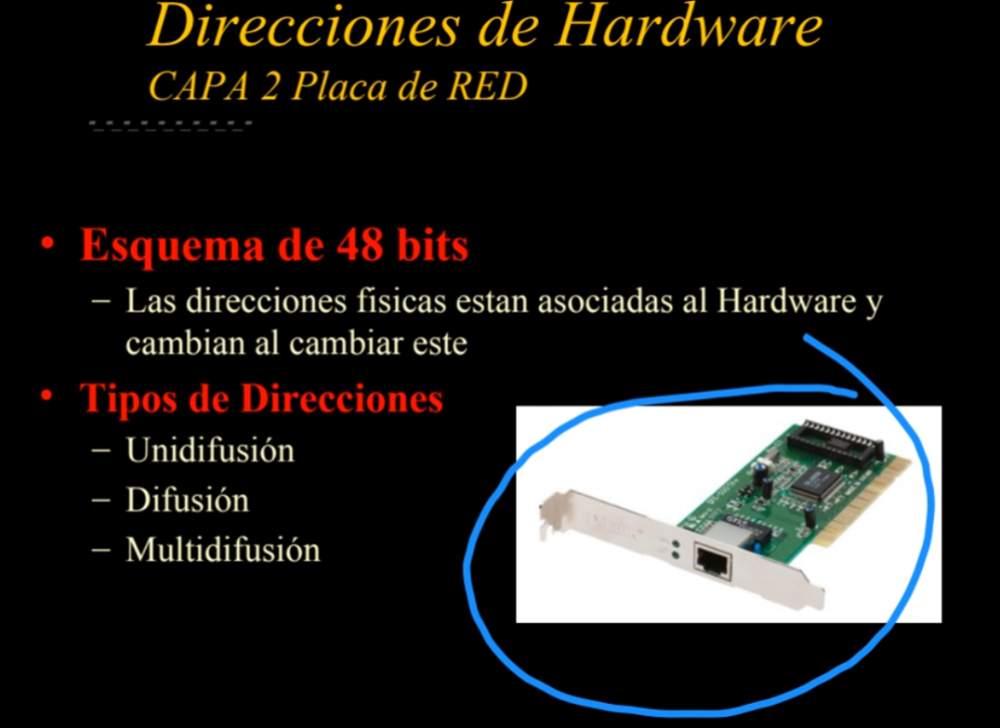 Direcciones de Hardware
CAPA 2 Placa de RED
• Esquema de 48 bits
– Las direcciones fisicas estan asociadas al Hardware y
cambian al cambiar este
• Tipos de Direcciones
– Unidifusión
– Difusión
– Multidifusión